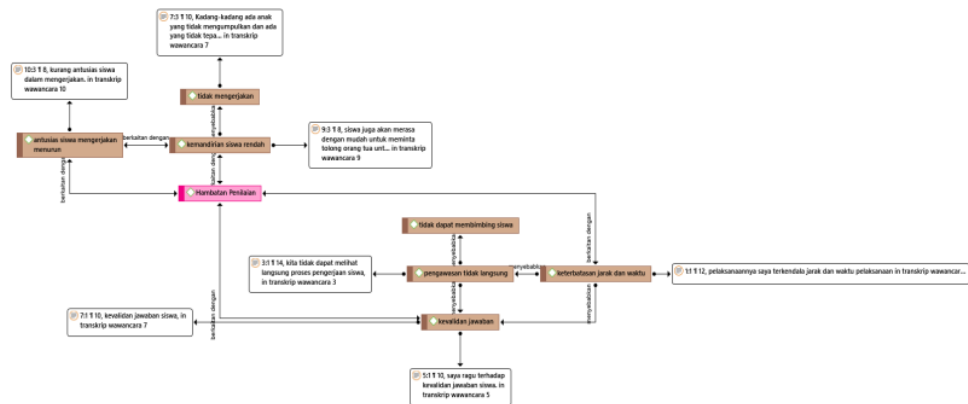 7:3 ¶ 10, Kadang-kadang ada anak
yang tidak mengumpulkan dan ada
yang tidak tepa... in transkrip
wawancara 7
10:3 ¶ 8, kurang antusias siswa
dalam mengerjakan. in transkrip
wawancara 10
tidak mengerjakan
menyebabka
antusias siswa mengerjakan
menurun
berkaitan dengan
kemandirian siswa rendah
9:3 ¶ 8, siswa juga akan merasa
dengan mudah untuk meminta
tolong orang tua unt... in transkrip
wawancara 9
berkaitan denga
berkaitan deng
Hambatan Penilaian
berkaitan dengan
tidak dapat membimbing siswa
menyebabka
3:1 ¶ 14, kita tidak dapat melihat
langsung proses pengerjaan siswa,
in transkrip wawancara 3
pengawasan tidak langsung
menyebabka
keterbatasan jarak dan waktu
1:1 ¶ 12, pelaksanaannya saya terkendala jarak dan waktu pelaksanaan in transkrip wawancar...
menyebabka
menyebabkan
7:1 ¶ 10, kevalidan jawaban siswa, in
transkrip wawancara 7
berkaitan dengan
kevalidan jawaban
5:1 ¶ 10, saya ragu terhadap
kevalidan jawaban siswa. in
transkrip wawancara 5